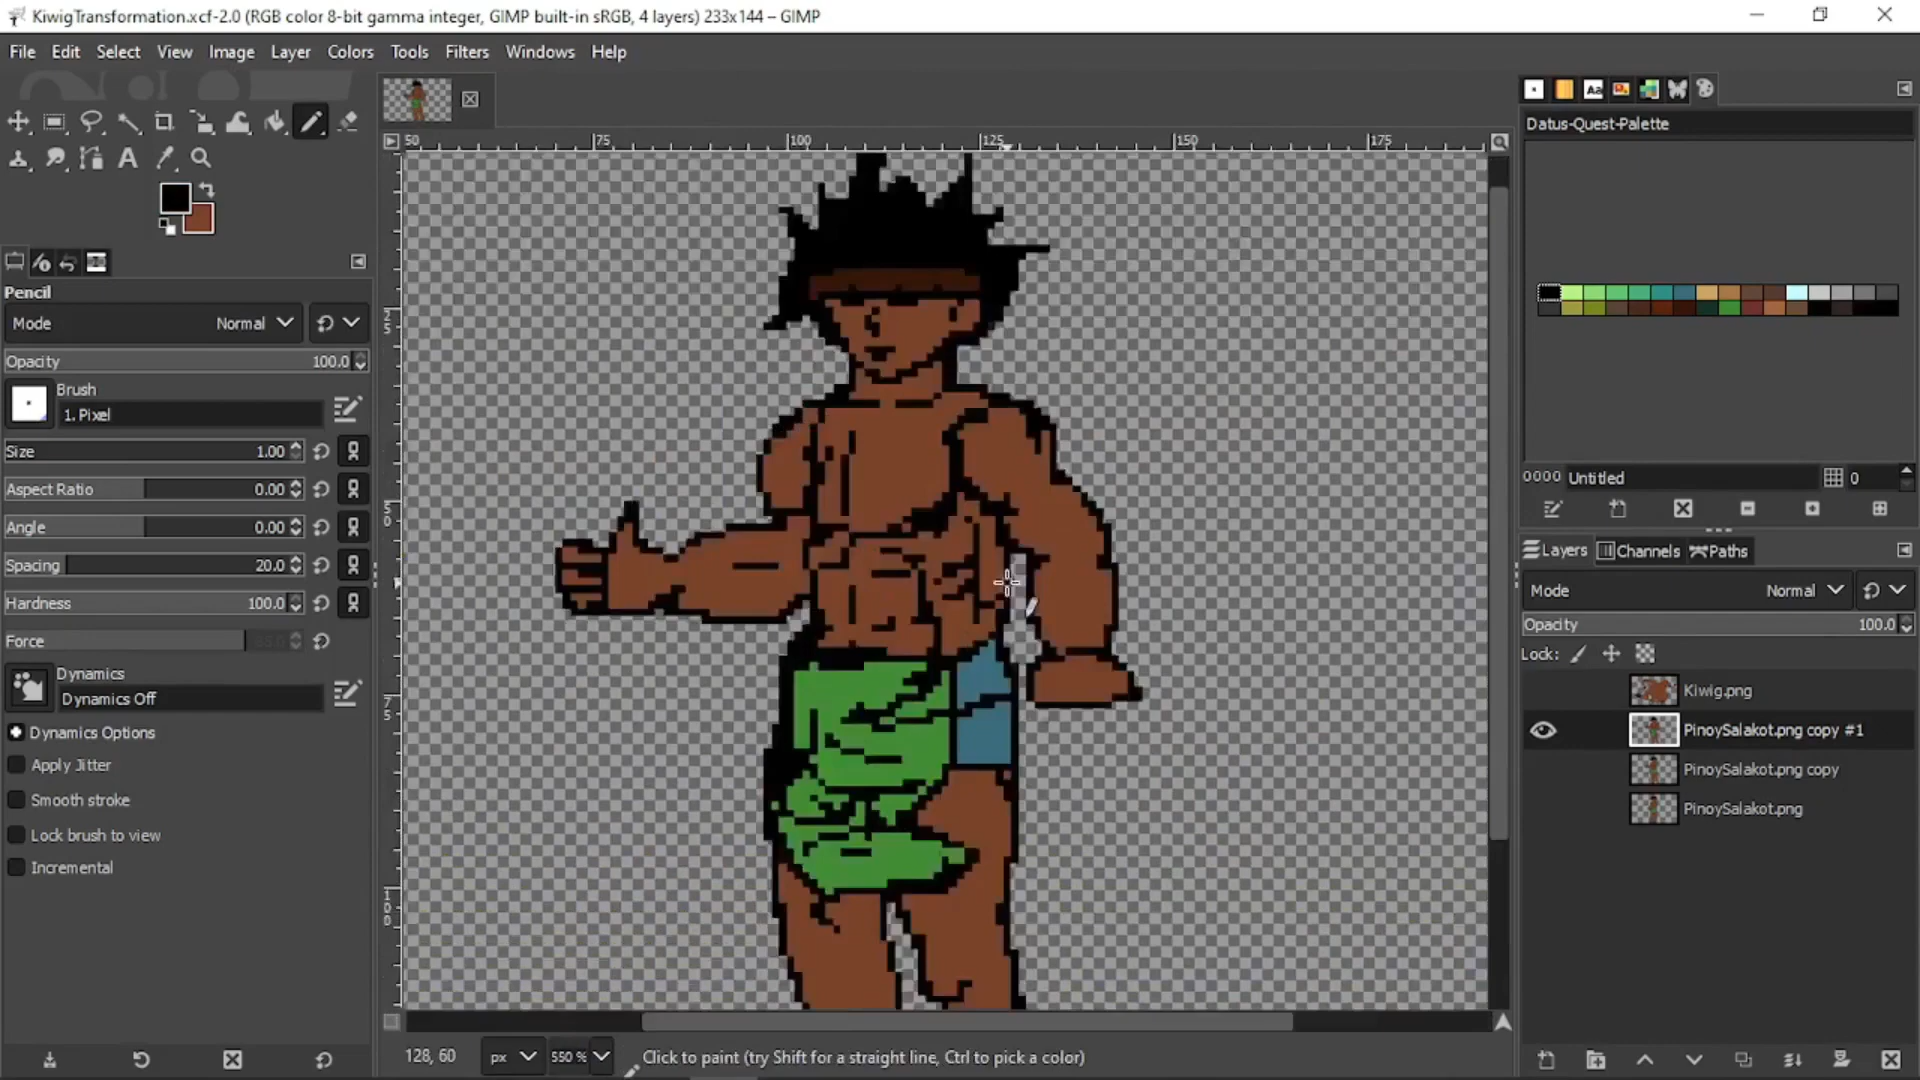 KiwigTransformation.xcf-2.0 (RGB color 8-bit gamma integer, GIMP built-in sRGB, 4 layers) 233x144 – GIMP
File Edit Select View Image Layer Colors Tools Filters Windows Help
50 75 100 125 150 175
Aa
Datus-Quest-Palette
Pencil
Mode Normal
Opacity 100.0
Brush
1. Pixel
Size 1.00
Aspect Ratio 0.00
Angle 0.00
Spacing 20.0
Hardness 100.0
Force
Dynamics
Dynamics Off
Dynamics Options
Apply Jitter
Smooth stroke
Lock brush to view
Incremental
25
50
75
100
Untitled 0
Layers Channels Paths
Mode Normal
Opacity 100.0
Lock:
Kiwig.png
PinoySalakot.png copy #1
PinoySalakot.png copy
PinoySalakot.png
128, 60 px 550 % Click to paint (try Shift for a straight line, Ctrl to pick a color)